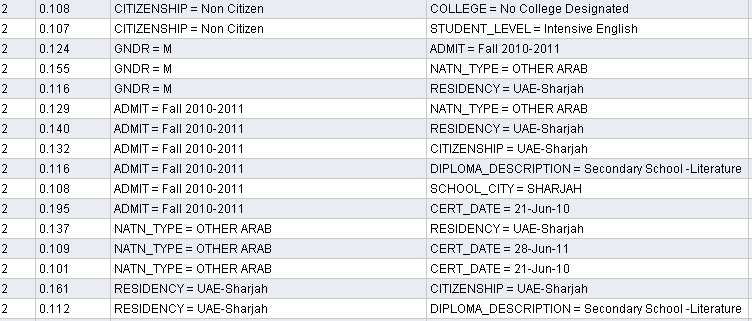 2 0.108 CITIZENSHIP = Non Citizen COLLEGE = No College Designated
2 0.107 CITIZENSHIP = Non Citizen STUDENT_LEVEL = Intensive English
2 0.124 GNDR = M ADMIT = Fall 2010-2011
2 0.155 GNDR = M NATN_TYPE = OTHER ARAB
2 0.116 GNDR = M RESIDENCY = UAE-Sharjah
2 0.129 ADMIT = Fall 2010-2011 NATN_TYPE = OTHER ARAB
2 0.140 ADMIT = Fall 2010-2011 RESIDENCY = UAE-Sharjah
2 0.132 ADMIT = Fall 2010-2011 CITIZENSHIP = UAE-Sharjah
2 0.116 ADMIT = Fall 2010-2011 DIPLOMA_DESCRIPTION = Secondary School -Literature
2 0.108 ADMIT = Fall 2010-2011 SCHOOL_CITY = SHARJAH
2 0.195 ADMIT = Fall 2010-2011 CERT_DATE = 21-Jun-10
2 0.137 NATN_TYPE = OTHER ARAB RESIDENCY = UAE-Sharjah
2 0.109 NATN_TYPE = OTHER ARAB CERT_DATE = 28-Jun-11
2 0.101 NATN_TYPE = OTHER ARAB CERT_DATE = 21-Jun-10
2 0.161 RESIDENCY = UAE-Sharjah CITIZENSHIP = UAE-Sharjah
2 0.112 RESIDENCY = UAE-Sharjah DIPLOMA_DESCRIPTION = Secondary School -Literature